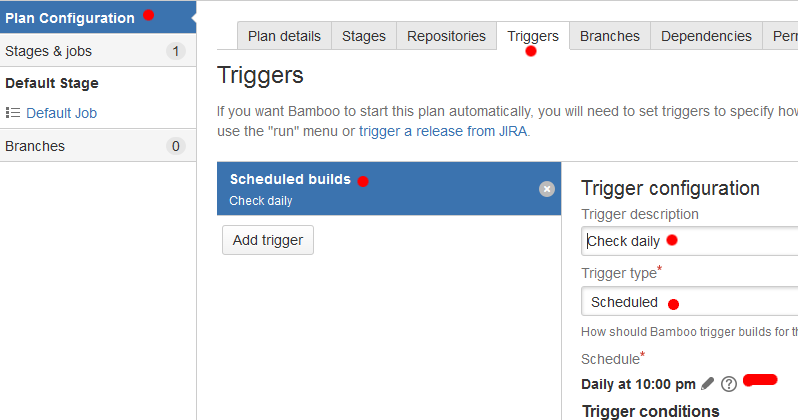 Plan Configuration
Stages & jobs 1
Default Stage
Default Job
Branches 0
Plan details Stages Repositories Triggers Branches Dependencies
Triggers
If you want Bamboo to start this plan automatically, you will need to set triggers to specify
use the "run" menu or trigger a release from JIRA.
Scheduled builds
Check daily
Add trigger
Trigger configuration
Trigger description
Check daily
Trigger type*
Scheduled
How should Bamboo trigger builds for
Schedule*
Daily at 10:00 pm
Trigger conditions